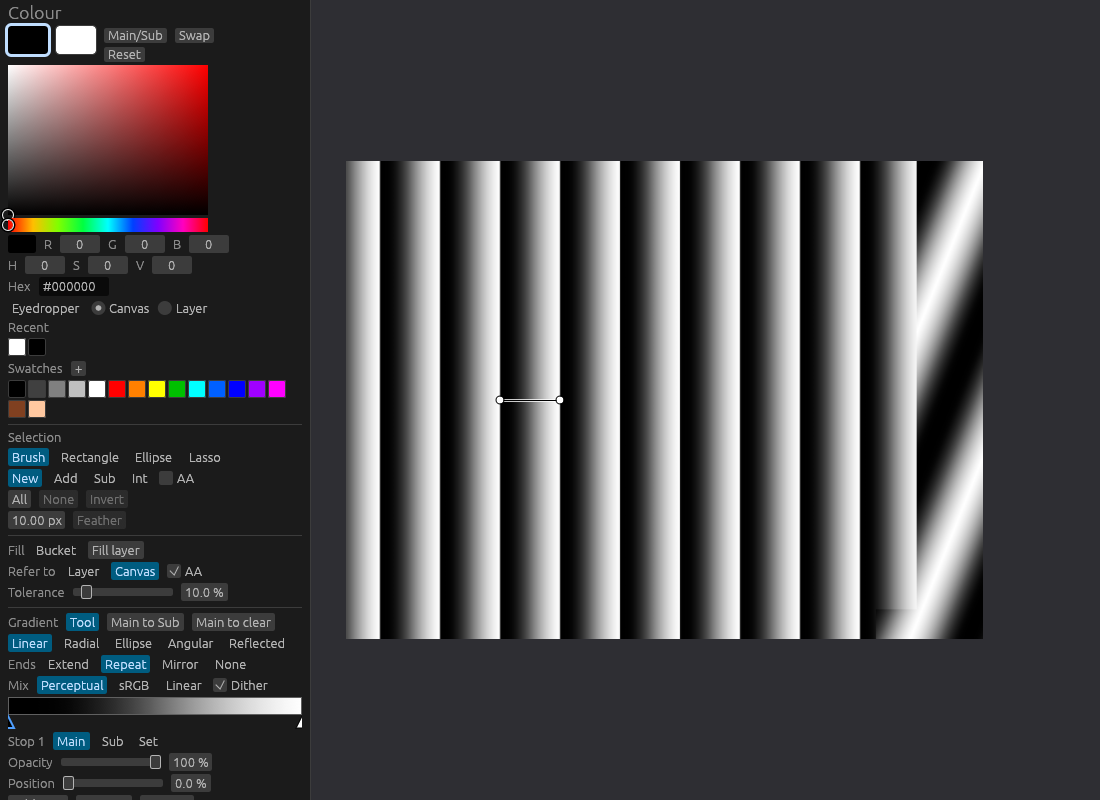 Colour
Main/Sub Swap
Reset
R 0 G 0 B 0
H 0 S 0 V 0
Hex #000000
Eyedropper Canvas Layer
Recent
Swatches +
Selection
Brush Rectangle Ellipse Lasso
New Add Sub Int AA
All None Invert
10.00 px Feather
Fill Bucket Fill layer
Refer to Layer Canvas AA
Tolerance 10.0 %
Gradient Tool Main to Sub Main to clear
Linear Radial Ellipse Angular Reflected
Ends Extend Repeat Mirror None
Mix Perceptual sRGB Linear Dither
Stop 1 Main Sub Set
Opacity 100 %
Position 0.0 %